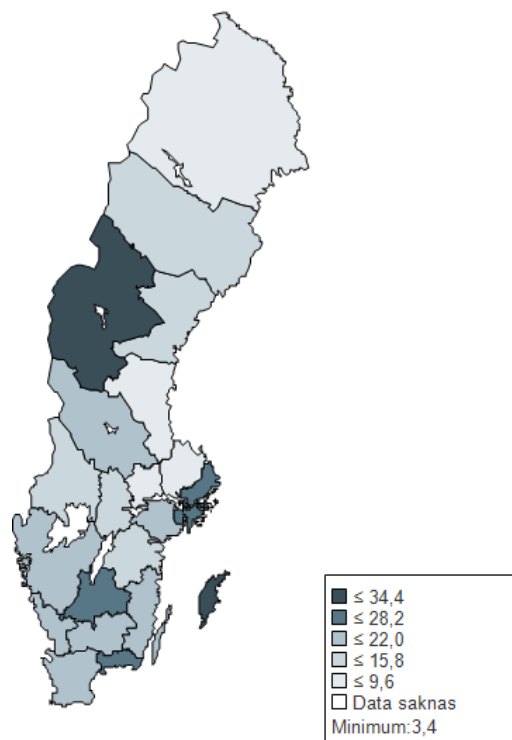 ≤ 34,4
≤ 28,2
≤ 22,0
≤ 15,8
≤ 9,6
Data saknas
Minimum:3,4